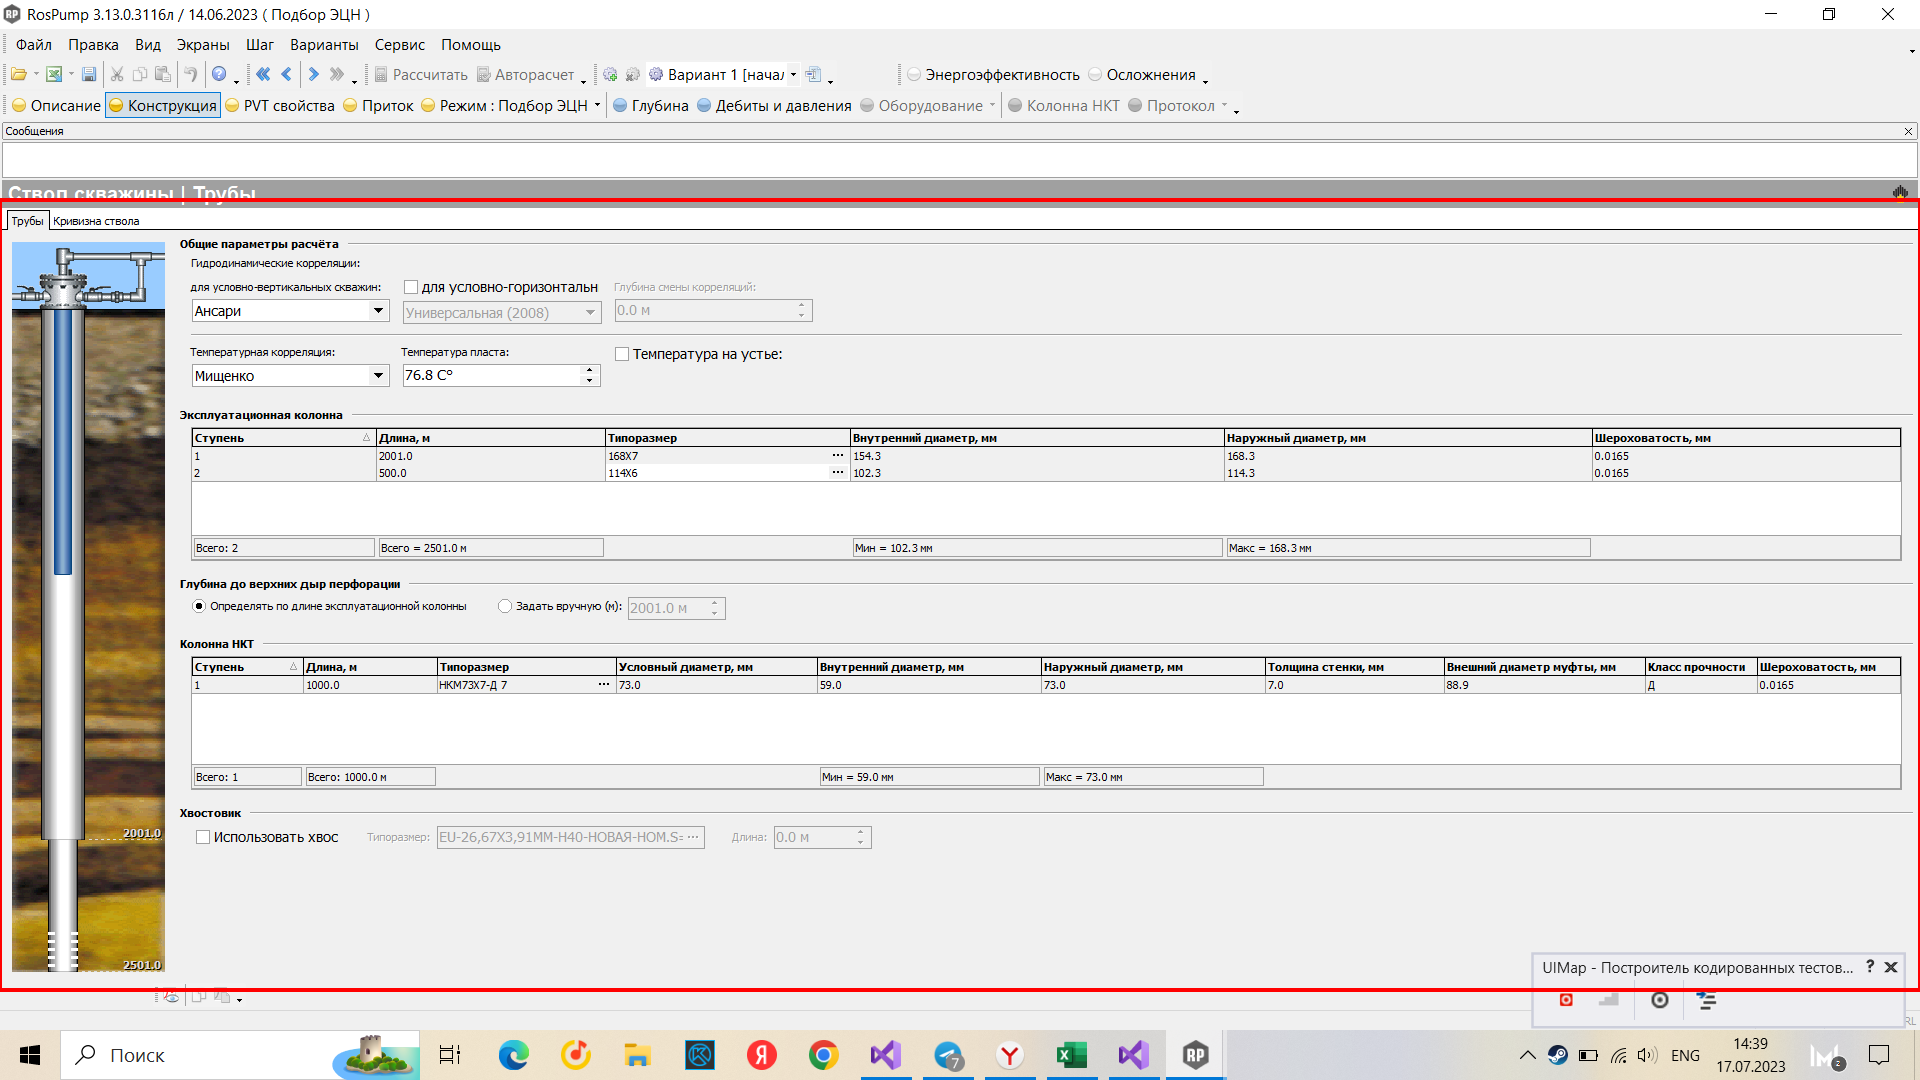 RosPump 3.13.0.3116л / 14.06.2023 ( Подбор ЭЦН )
Файл Правка Вид Экраны Шаг Варианты Сервис Помощь
Рассчитать Авторасчет Вариант 1 [начал Энергоэффективность Осложнения
Описание Конструкция PVT свойства Приток Режим : Подбор ЭЦН Глубина Дебиты и давления Оборудование Колонна НКТ Протокол
Сообщения
Ствол скважины | Трубы
Трубы Кривизна ствола
Общие параметры расчёта
Гидродинамические корреляции:
для условно-вертикальных скважин: для условно-горизонтальн Глубина смены корреляций:
Ансари Универсальная (2008) 0.0 м
Температурная корреляция: Температура пласта: Температура на устье:
Мищенко 76.8 С°
Эксплуатационная колонна
Ступень Длина, м Типоразмер Внутренний диаметр, мм Наружный диаметр, мм Шероховатость, мм
1 2001.0 168X7 ... 154.3 168.3 0.0165
2 500.0 114X6 ... 102.3 114.3 0.0165
Всего: 2 Всего = 2501.0 м Мин = 102.3 мм Макс = 168.3 мм
Глубина до верхних дыр перфорации
Определять по длине эксплуатационной колонны Задать вручную (м): 2001.0 м
Колонна НКТ
Ступень Длина, м Типоразмер Условный диаметр, мм Внутренний диаметр, мм Наружный диаметр, мм Толщина стенки, мм Внешний диаметр муфты, мм Класс прочности Шероховатость, мм
1 1000.0 НКМ73Х7-Д 7 ... 73.0 59.0 73.0 7.0 88.9 Д 0.0165
Всего: 1 Всего: 1000.0 м Мин = 59.0 мм Макс = 73.0 мм
Хвостовик
Использовать хвос Типоразмер: EU-26,67X3,91ММ-Н40-НОВАЯ-НОМ.S= ... Длина: 0.0 м
2001.0
2501.0
UIMap - Построитель кодированных тестов... ?
RL
Поиск 7 RP ENG 14:39
17.07.2023 2